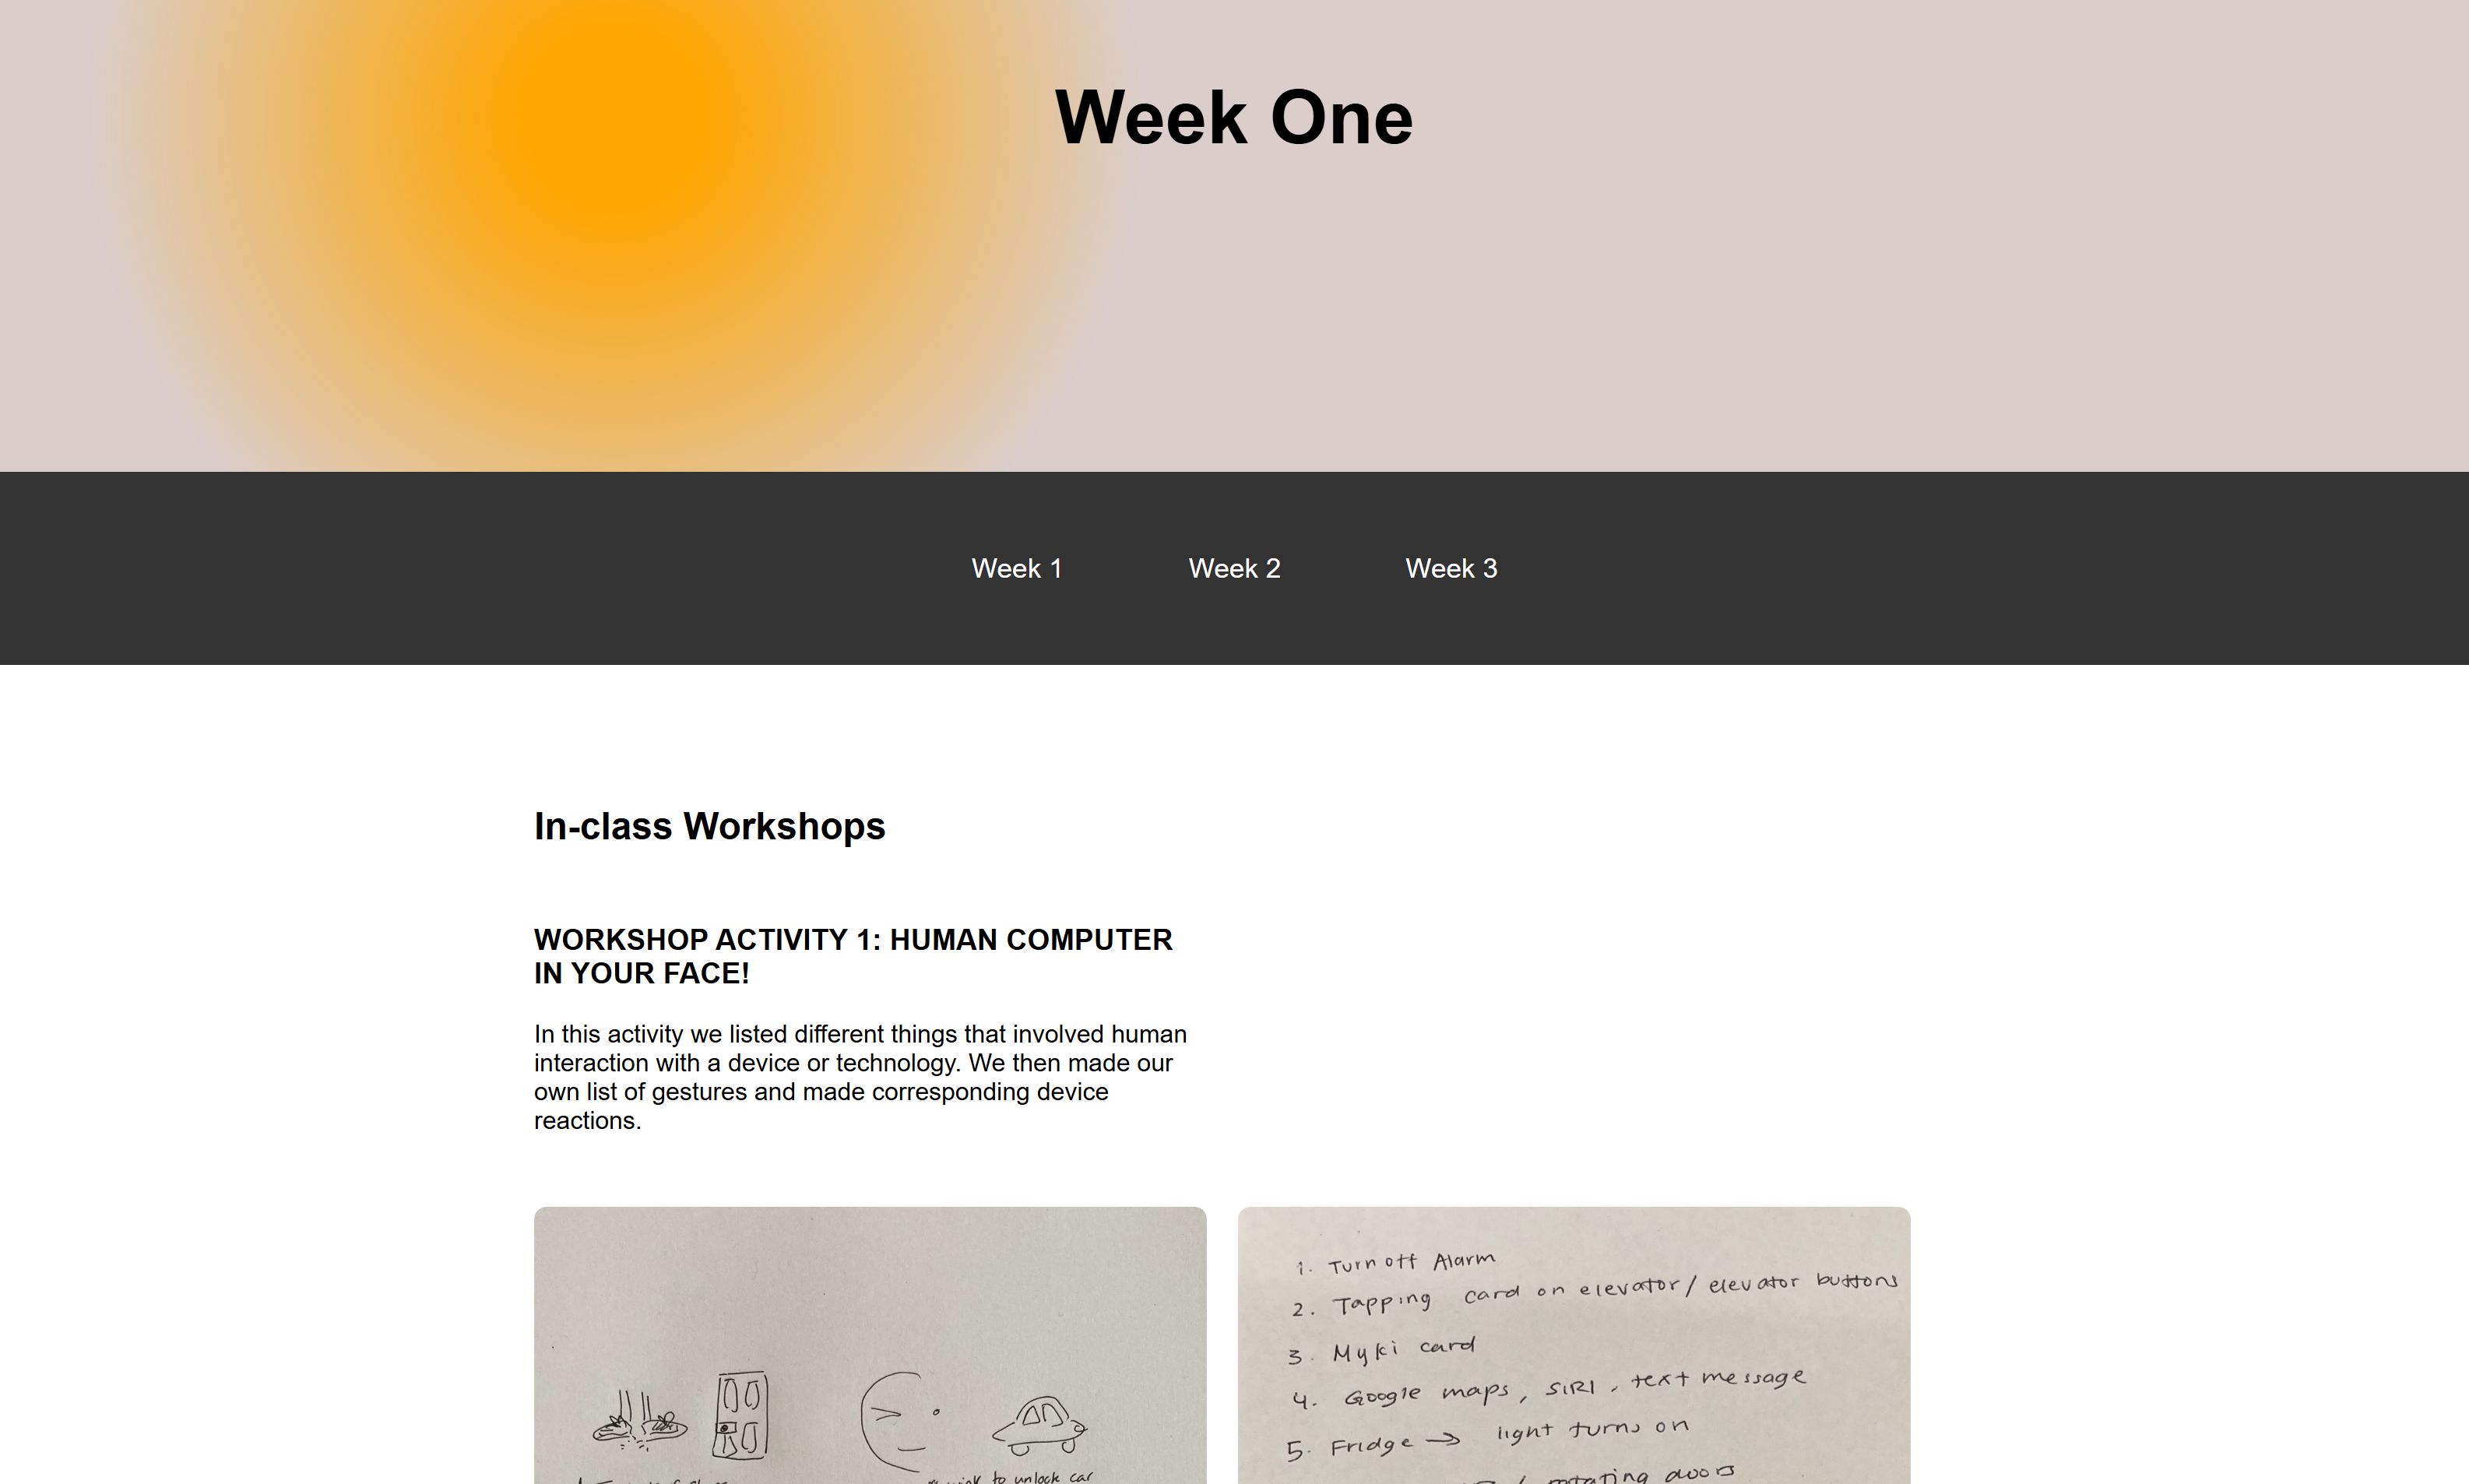 Week One
Week 1
Week 2
Week 3
In-class Workshops
WORKSHOP ACTIVITY 1: HUMAN COMPUTER
IN YOUR FACE!
In this activity we listed different things that involved human
interaction with a device or technology. We then made our
own list of gestures and made corresponding device
reactions.
to unlock car
1. Turn off Alarm
2. Tapping card on elevator / elevator buttons
3. Myki card
4. Google maps, SIRI, text message
5. Fridge → light turns on
/ rotating doors